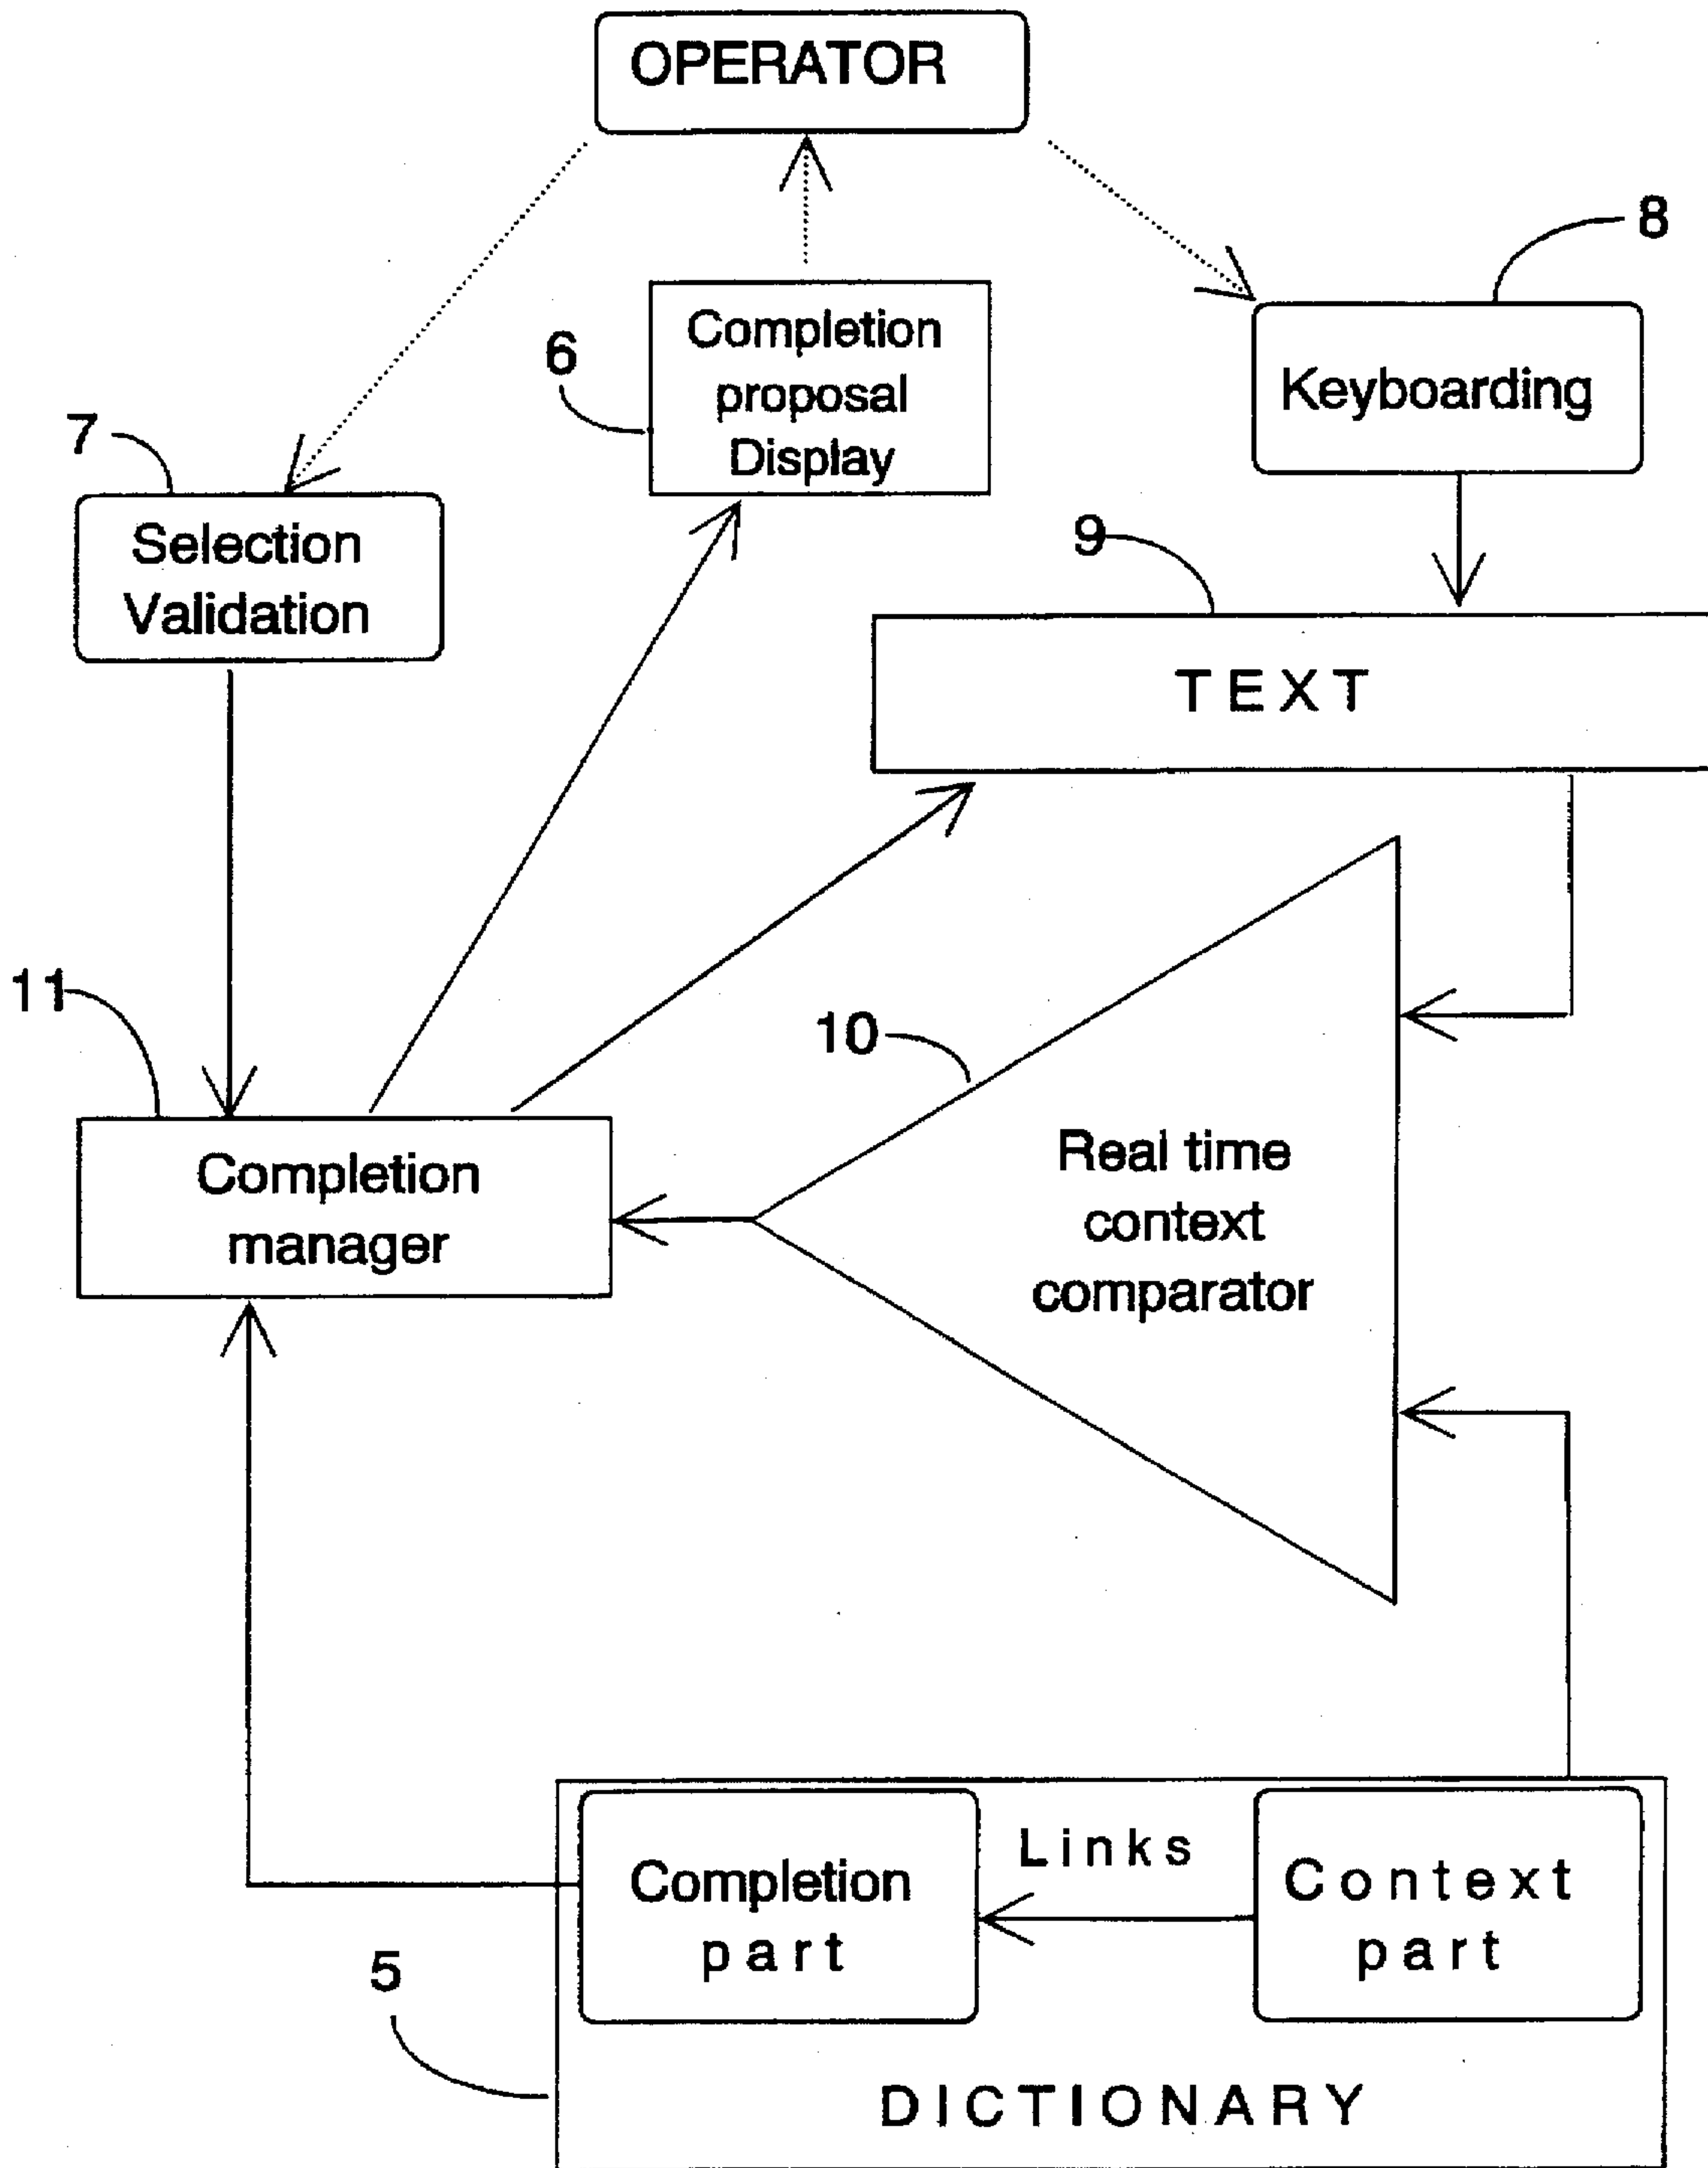 OPERATOR
8
Completion
proposal
Display
6
Keyboarding
7
Selection
Validation
9
TEXT
11
10
Completion
manager
Real time
context
comparator
Links
Completion
part
Context
part
5
DICTIONARY